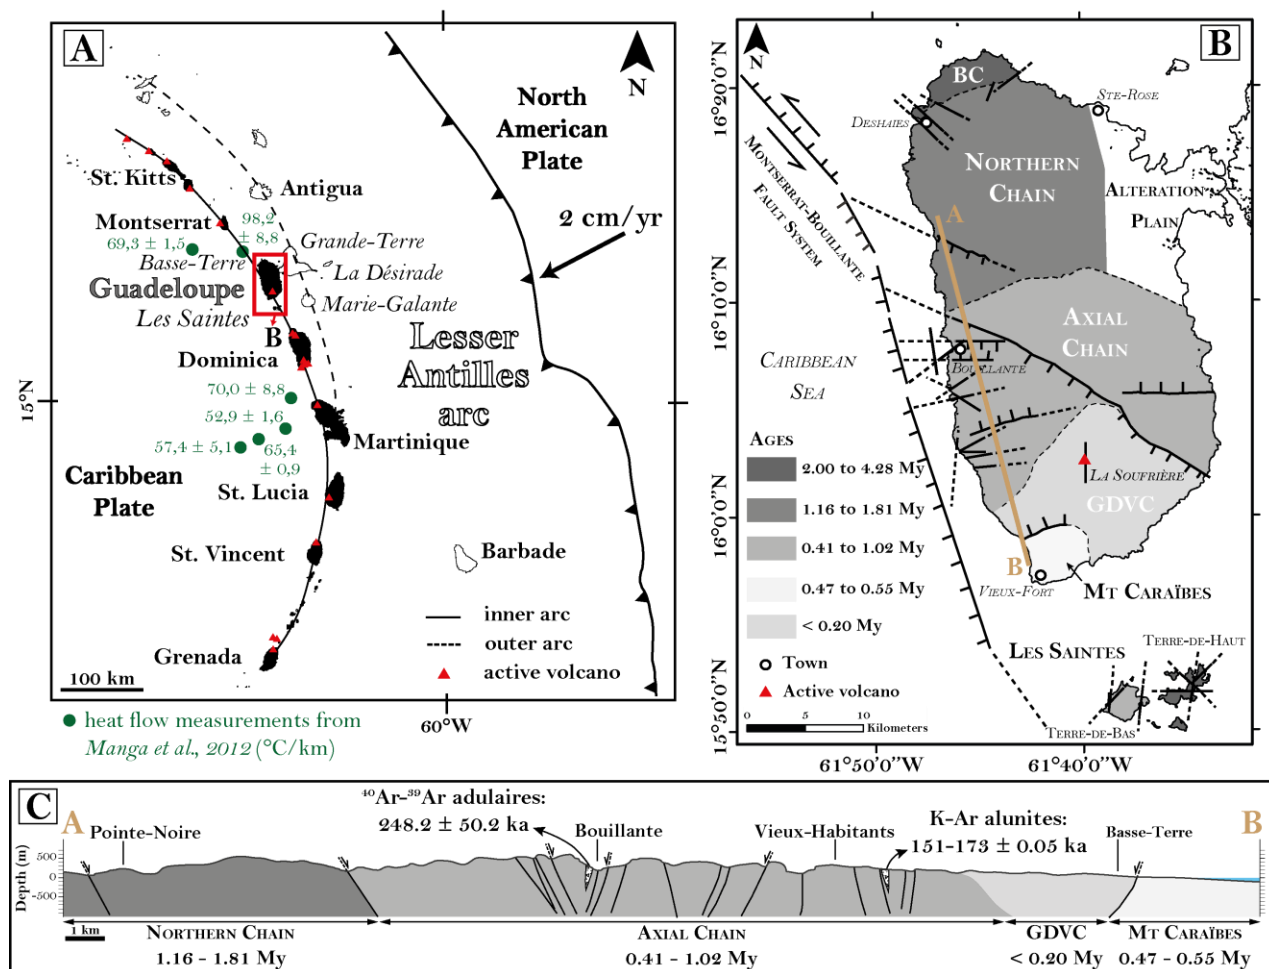 A
N
North
American
Plate
St. Kitts
Antigua
Montserrat
98,2
± 8,8
69,3 ± 1,5
2 cm/yr
Grande-Terre
Basse-Terre
La Désirade
Guadeloupe
Marie-Galante
Les Saintes
B
Lesser
Antilles
arc
Dominica
70,0 ± 8,8
15°N
52,9 ± 1,6
57,4 ± 5,1
65,4
± 0,9
Martinique
Caribbean
Plate
St. Lucia
St. Vincent
Barbade
inner arc
outer arc
active volcano
Grenada
100 km
60°W
heat flow measurements from
Manga et al., 2012 (°C/km)
B
N
BC
16°20'0"N
Ste-Rose
Deshaies
Northern
Chain
Montserrat-Bouillante
Fault System
Alteration
Plain
A
16°10'0"N
Axial
Chain
Caribbean
Sea
Bouillante
Ages
2.00 to 4.28 My
1.16 to 1.81 My
0.41 to 1.02 My
0.47 to 0.55 My
< 0.20 My
La Soufrière
GDVC
16°0'0"N
B
Vieux-Fort
Mt Caraïbes
Les Saintes
Terre-de-Haut
Town
Active volcano
0 5 10
Kilometers
Terre-de-Bas
15°50'0"N
61°50'0"W
61°40'0"W
C
A
Pointe-Noire
⁴⁰Ar-³⁹Ar adulaires:
248.2 ± 50.2 ka
Bouillante
Vieux-Habitants
K-Ar alunites:
151-173 ± 0.05 ka
Basse-Terre
B
Depth (m)
500
0
-500
1 km
Northern Chain
1.16 - 1.81 My
Axial Chain
0.41 - 1.02 My
GDVC
< 0.20 My
Mt Caraïbes
0.47 - 0.55 My